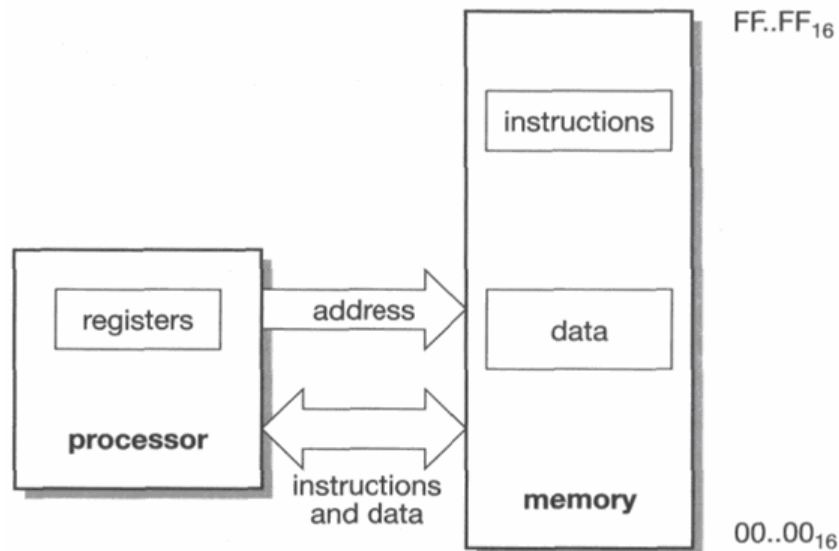 FF..FF₁₆
instructions
registers
address
data
processor
instructions
and data
memory
00..00₁₆